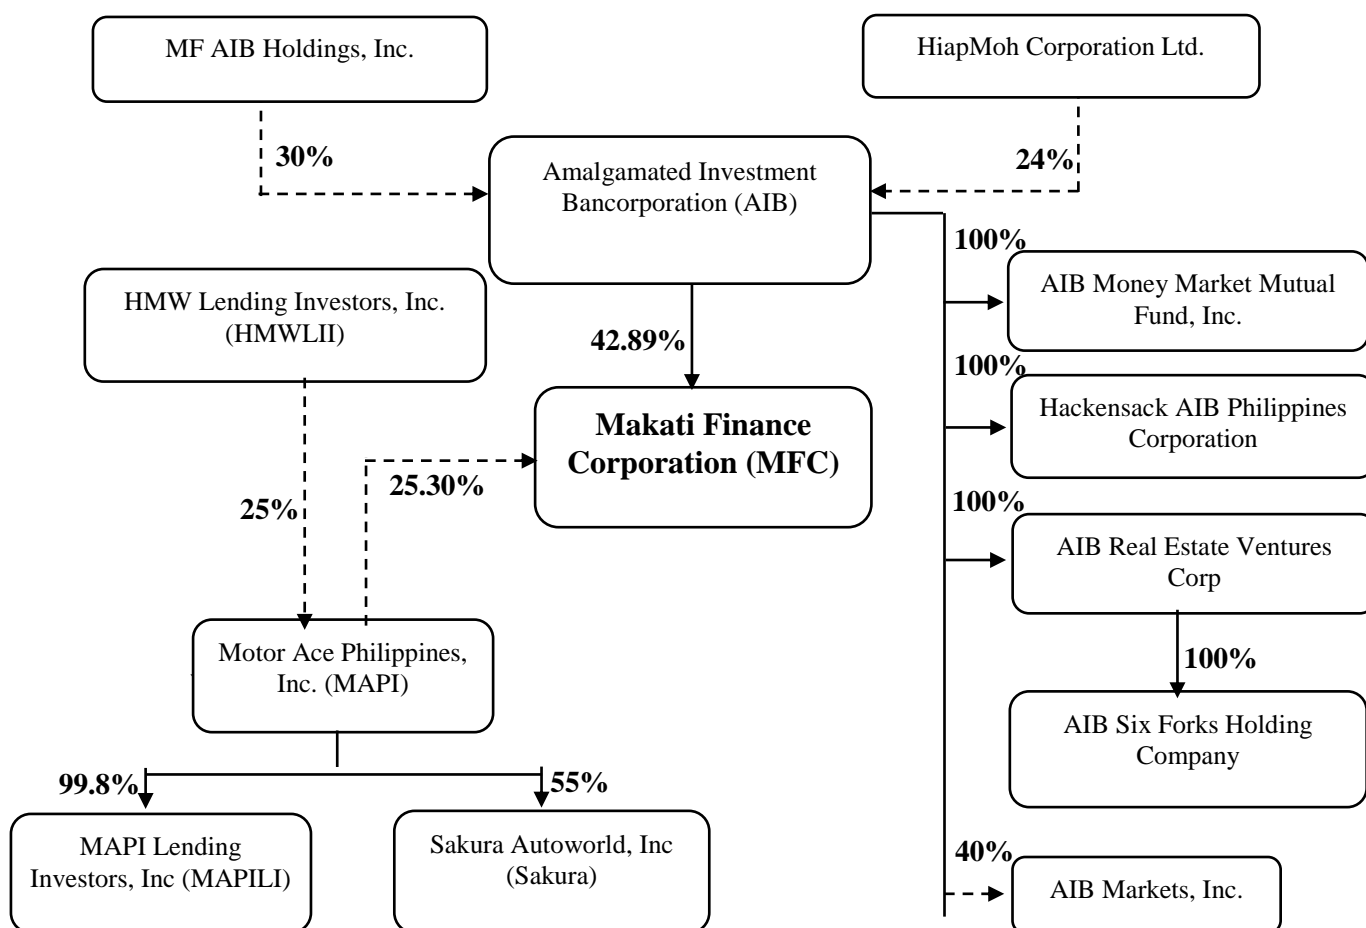 MF AIB Holdings, Inc.
HiapMoh Corporation Ltd.
30%
24%
Amalgamated Investment
Bancorporation (AIB)
100%
AIB Money Market Mutual
Fund, Inc.
HMW Lending Investors, Inc.
(HMWLII)
42.89%
100%
Hackensack AIB Philippines
Corporation
Makati Finance
Corporation (MFC)
25.30%
25%
100%
AIB Real Estate Ventures
Corp
100%
Motor Ace Philippines,
Inc. (MAPI)
AIB Six Forks Holding
Company
99.8%
55%
MAPI Lending
Investors, Inc (MAPILI)
Sakura Autoworld, Inc
(Sakura)
40%
AIB Markets, Inc.